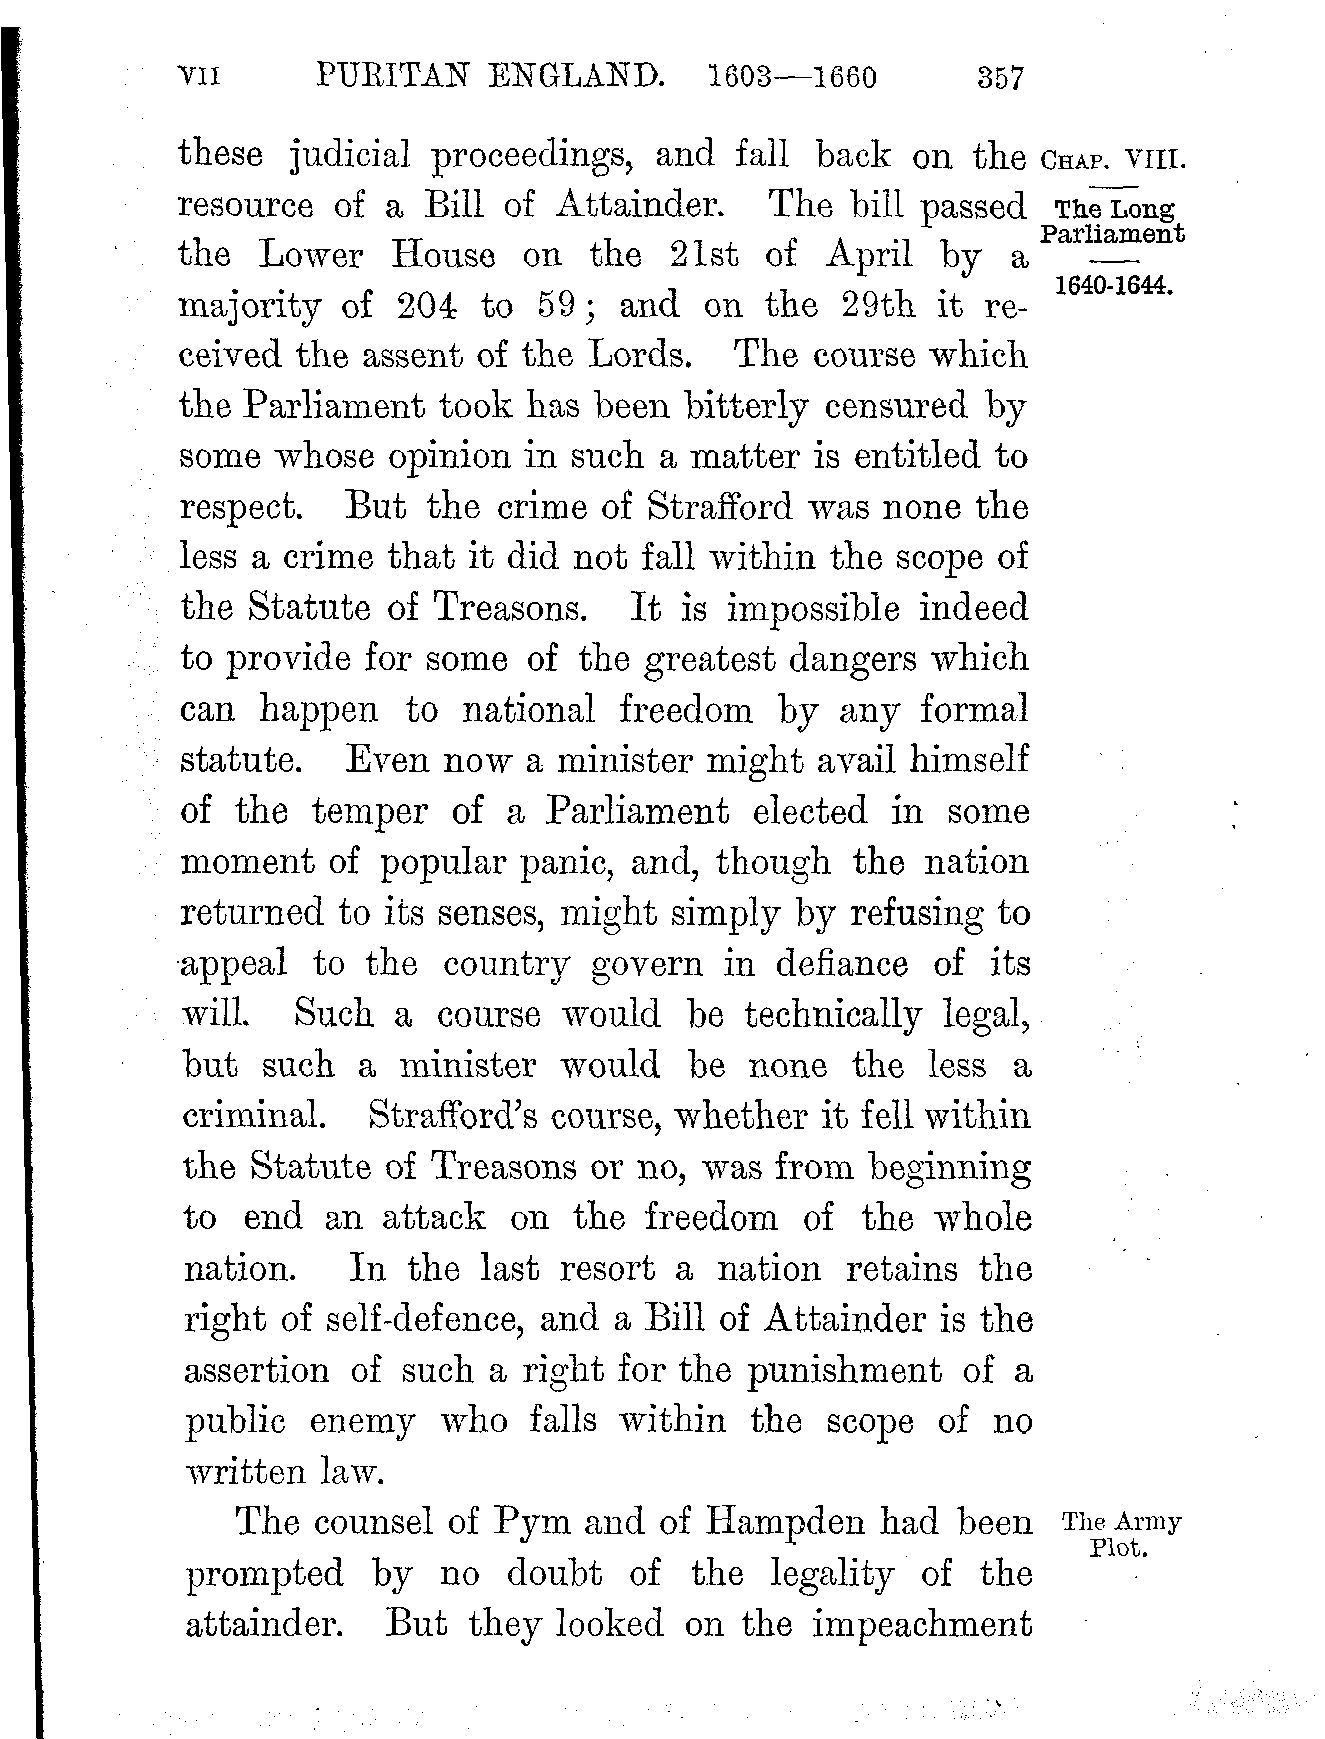 VII PURITAN ENGLAND. 1603—1660 357
these judicial proceedings, and fall back on the
resource of a Bill of Attainder. The bill passed
the Lower House on the 21st of April by a
majority of 204 to 59; and on the 29th it re-
ceived the assent of the Lords. The course which
the Parliament took has been bitterly censured by
some whose opinion in such a matter is entitled to
respect. But the crime of Strafford was none the
less a crime that it did not fall within the scope of
the Statute of Treasons. It is impossible indeed
to provide for some of the greatest dangers which
can happen to national freedom by any formal
statute. Even now a minister might avail himself
of the temper of a Parliament elected in some
moment of popular panic, and, though the nation
returned to its senses, might simply by refusing to
appeal to the country govern in defiance of its
will. Such a course would be technically legal,
but such a minister would be none the less a
criminal. Strafford's course, whether it fell within
the Statute of Treasons or no, was from beginning
to end an attack on the freedom of the whole
nation. In the last resort a nation retains the
right of self-defence, and a Bill of Attainder is the
assertion of such a right for the punishment of a
public enemy who falls within the scope of no
written law.
The counsel of Pym and of Hampden had been
prompted by no doubt of the legality of the
attainder. But they looked on the impeachment
CHAP. VIII.
The Long
Parliament
1640-1644.
The Army
Plot.